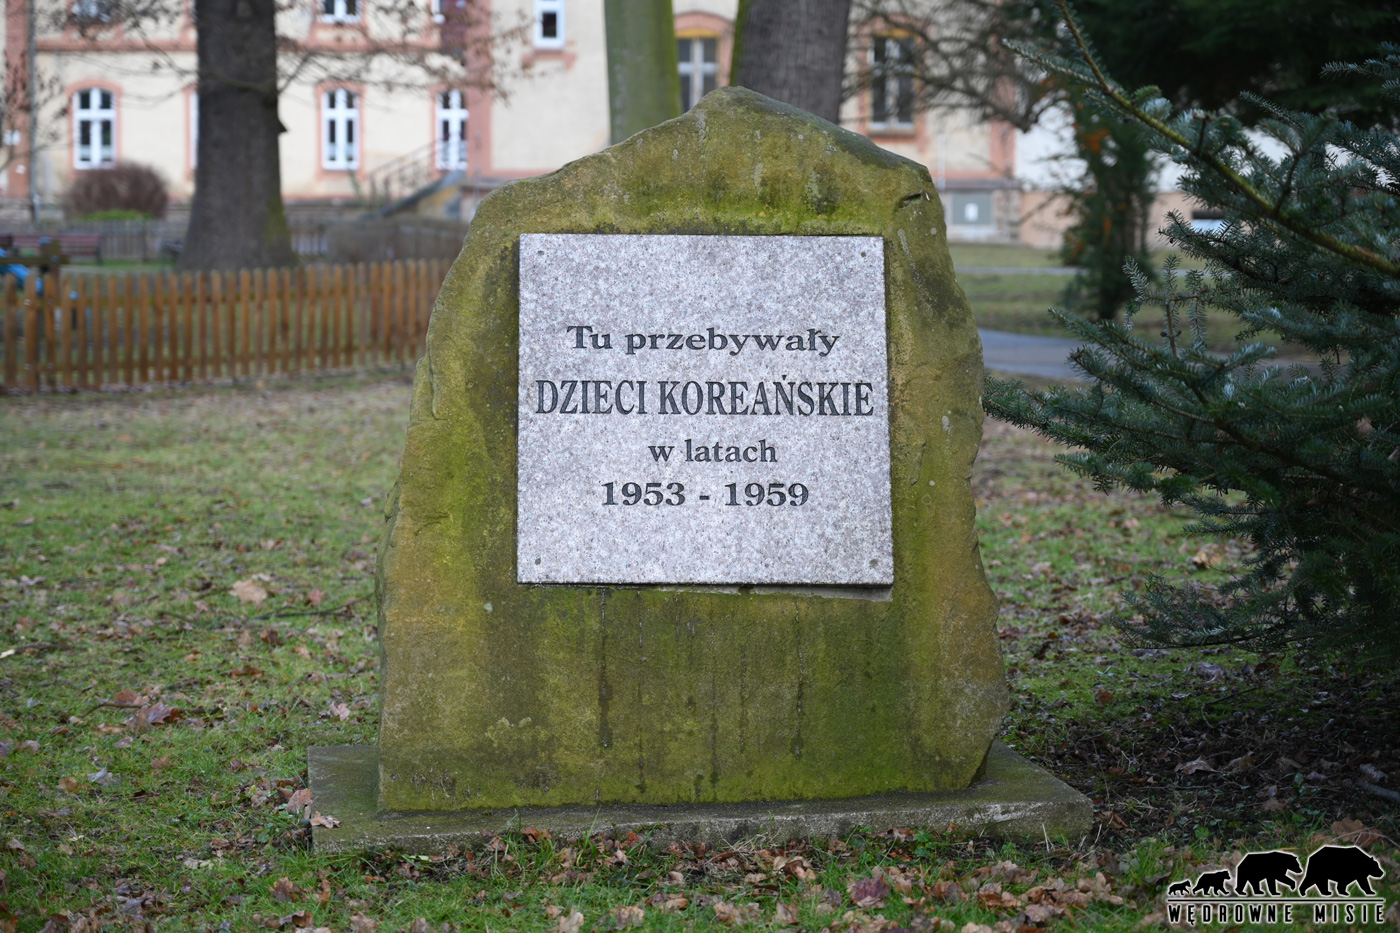 Tu przebywały
DZIECI KOREAŃSKIE
w latach
1953 - 1959
WĘDROWNE MISIE